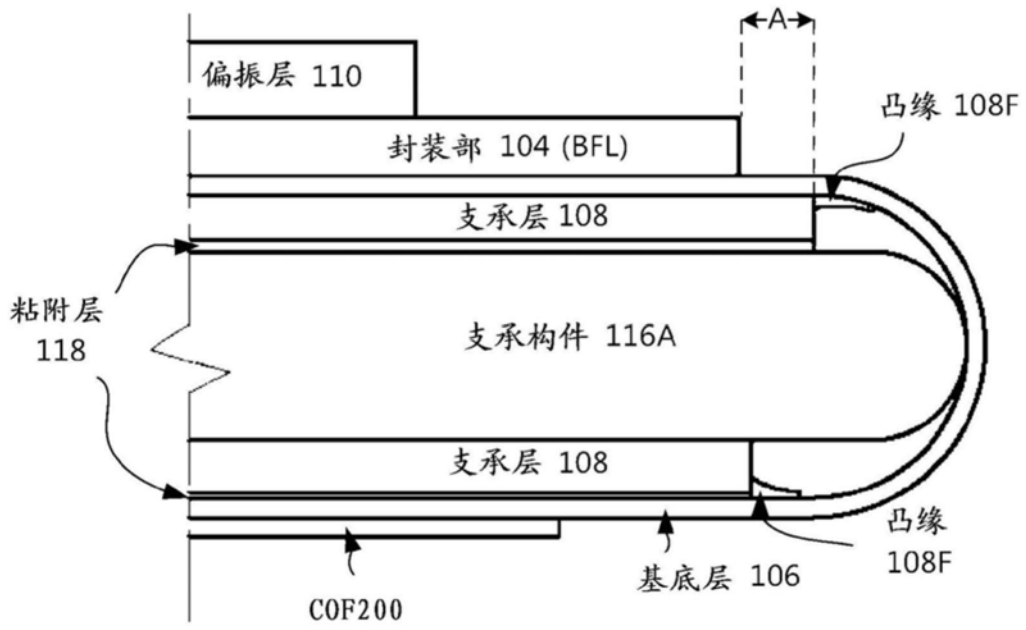 A
偏振层 110
凸缘 108F
封装部 104 (BFL)
支承层 108
粘附层
118
支承构件 116A
支承层 108
凸缘
108F
基底层 106
COF200